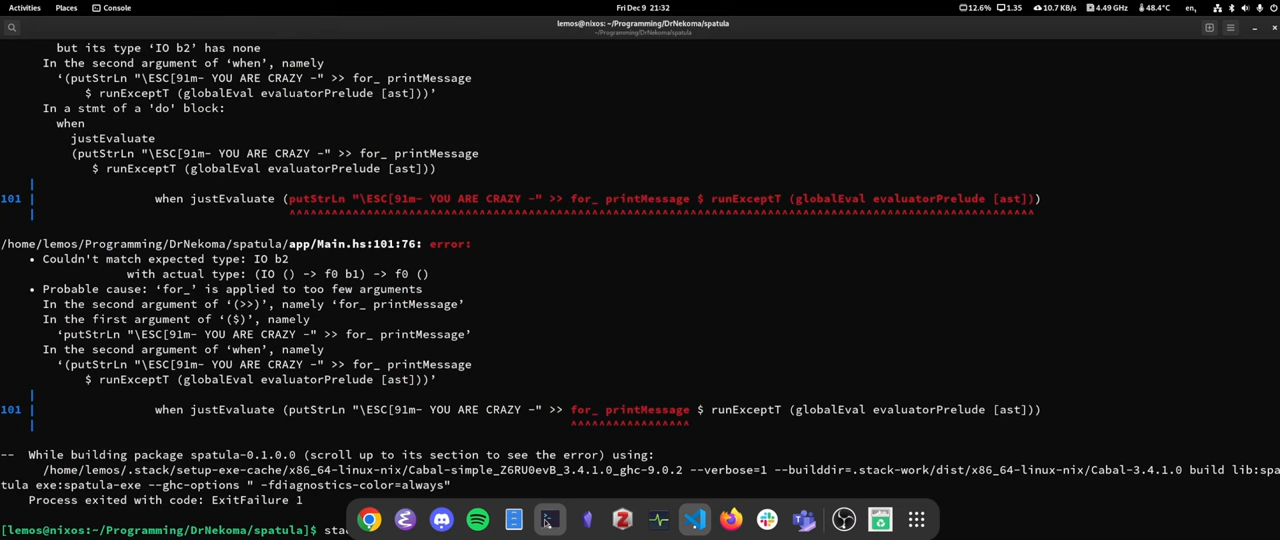 Activities Places Console Fri Dec 9 21:32 12.6% 1.35 10.7 KB/s 4.49 GHz 48.4°C en₁
lemos@nixos: ~/Programming/DrNekoma/spatula
~/Programming/DrNekoma/spatula
but its type ‘IO b2’ has none
In the second argument of ‘when’, namely
‘(putStrLn "\ESC[91m- YOU ARE CRAZY -" >> for_ printMessage
$ runExceptT (globalEval evaluatorPrelude [ast]))’
In a stmt of a 'do' block:
when
justEvaluate
(putStrLn "\ESC[91m- YOU ARE CRAZY -" >> for_ printMessage
$ runExceptT (globalEval evaluatorPrelude [ast]))
|
101 | when justEvaluate (putStrLn "\ESC[91m- YOU ARE CRAZY -" >> for_ printMessage $ runExceptT (globalEval evaluatorPrelude [ast]))
| ^^^^^^^^^^^^^^^^^^^^^^^^^^^^^^^^^^^^^^^^^^^^^^^^^^^^^^^^^^^^^^^^^^^^^^^^^^^^^^^^^^^^^^^^^^^^^^^^^^^^^^^^^^
/home/lemos/Programming/DrNekoma/spatula/app/Main.hs:101:76: error:
• Couldn't match expected type: IO b2
with actual type: (IO () -> f0 b1) -> f0 ()
• Probable cause: ‘for_’ is applied to too few arguments
In the second argument of ‘(>>)’, namely ‘for_ printMessage’
In the first argument of ‘($)’, namely
‘putStrLn "\ESC[91m- YOU ARE CRAZY -" >> for_ printMessage’
In the second argument of ‘when’, namely
‘(putStrLn "\ESC[91m- YOU ARE CRAZY -" >> for_ printMessage
$ runExceptT (globalEval evaluatorPrelude [ast]))’
|
101 | when justEvaluate (putStrLn "\ESC[91m- YOU ARE CRAZY -" >> for_ printMessage $ runExceptT (globalEval evaluatorPrelude [ast]))
| ^^^^^^^^^^^^^^^^^
-- While building package spatula-0.1.0.0 (scroll up to its section to see the error) using:
/home/lemos/.stack/setup-exe-cache/x86_64-linux-nix/Cabal-simple_Z6RU0evB_3.4.1.0_ghc-9.0.2 --verbose=1 --builddir=.stack-work/dist/x86_64-linux-nix/Cabal-3.4.1.0 build lib:spa
tula exe:spatula-exe --ghc-options " -fdiagnostics-color=always"
Process exited with code: ExitFailure 1
[lemos@nixos:~/Programming/DrNekoma/spatula]$